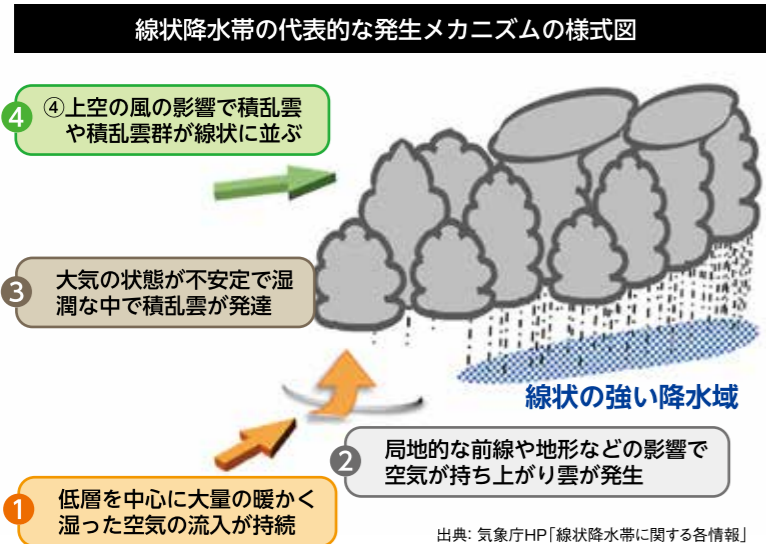 線状降水帯の代表的な発生メカニズムの様式図
4
④上空の風の影響で積乱雲
や積乱雲群が線状に並ぶ
3
大気の状態が不安定で湿
潤な中で積乱雲が発達
線状の強い降水域
2
局地的な前線や地形などの影響で
空気が持ち上がり雲が発生
1
低層を中心に大量の暖かく
湿った空気の流入が持続
出典: 気象庁HP「線状降水帯に関する各情報」